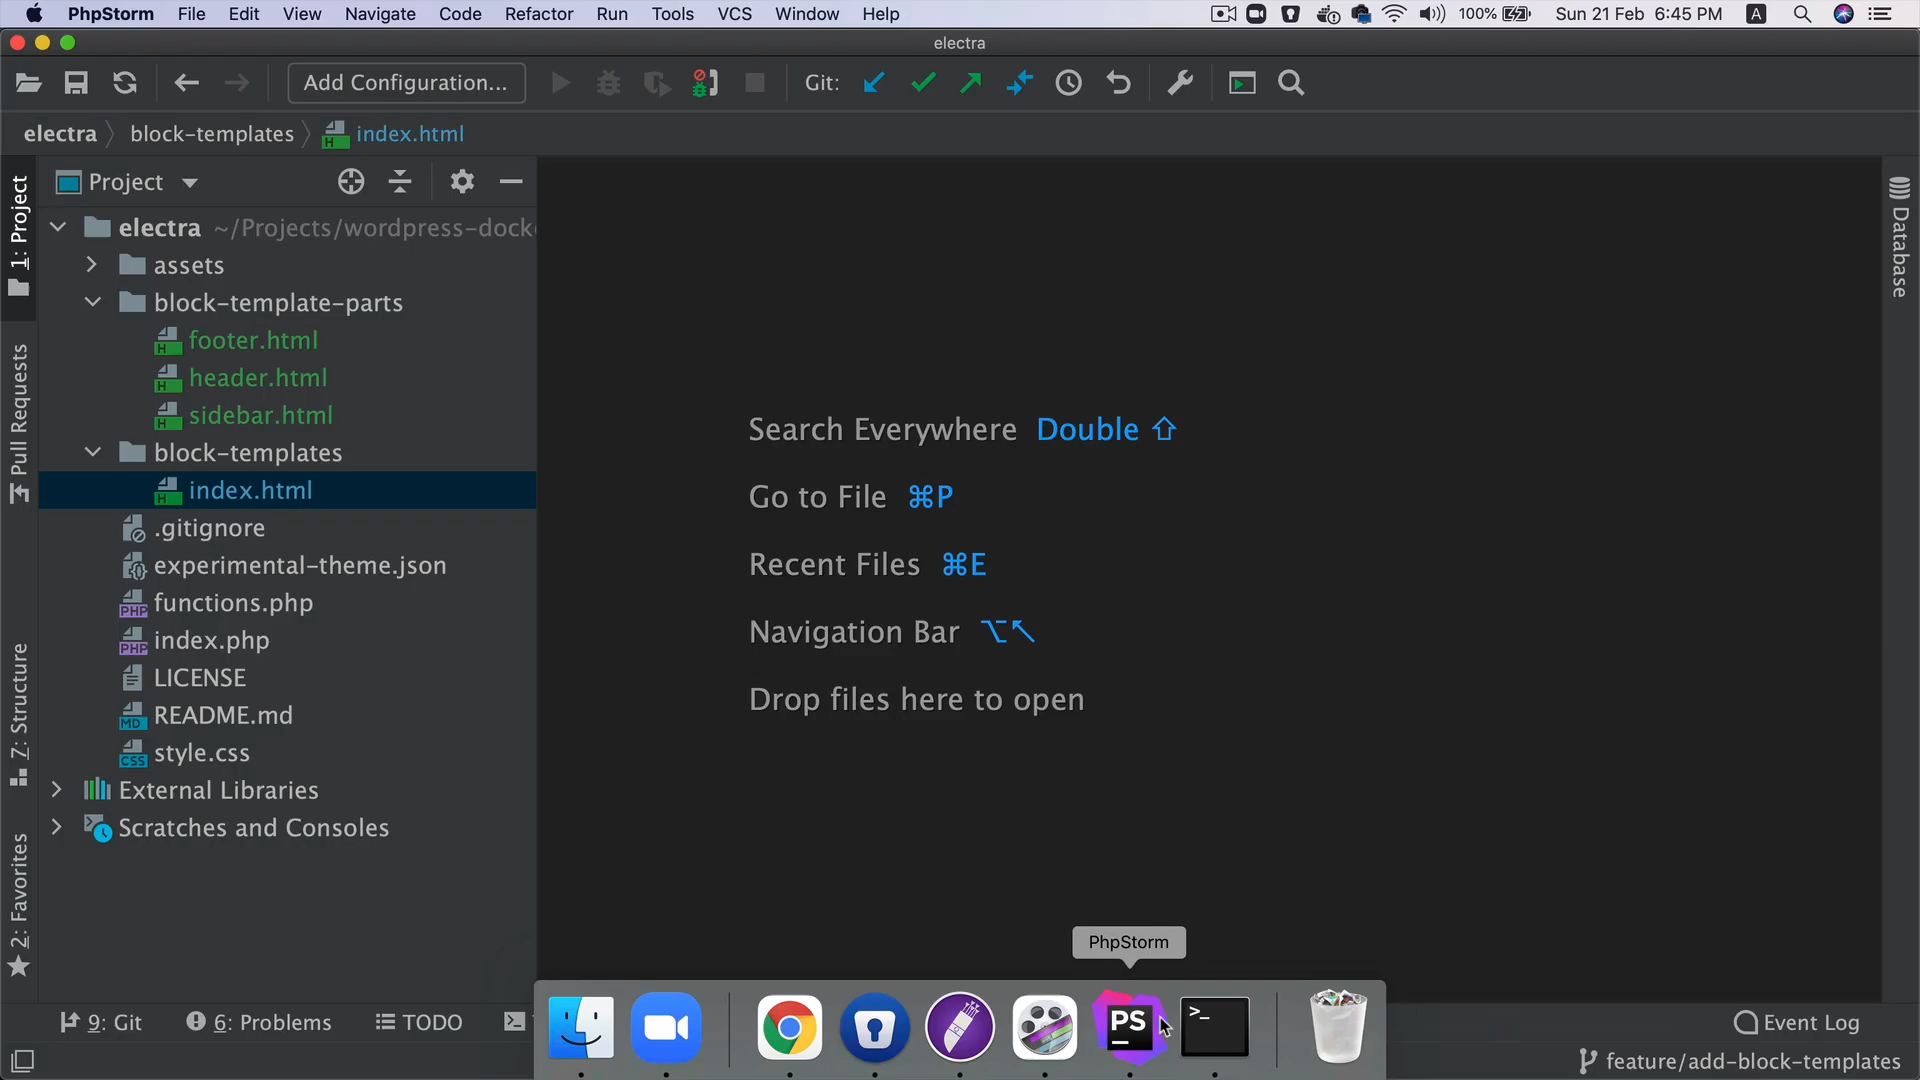 PhpStorm File Edit View Navigate Code Refactor Run Tools VCS Window Help 100% Sun 21 Feb 6:45 PM A
electra
Add Configuration... Git:
electra block-templates index.html
1: Project
Pull Requests
7: Structure
2: Favorites
Project
electra ~/Projects/wordpress-dock
assets
block-template-parts
footer.html
header.html
sidebar.html
block-templates
index.html
.gitignore
experimental-theme.json
functions.php
index.php
LICENSE
README.md
style.css
External Libraries
Scratches and Consoles
Search Everywhere Double ⇧
Go to File ⌘P
Recent Files ⌘E
Navigation Bar ⌥↖
Drop files here to open
Database
PhpStorm
PS
>_
9: Git 6: Problems TODO
Event Log
feature/add-block-templates